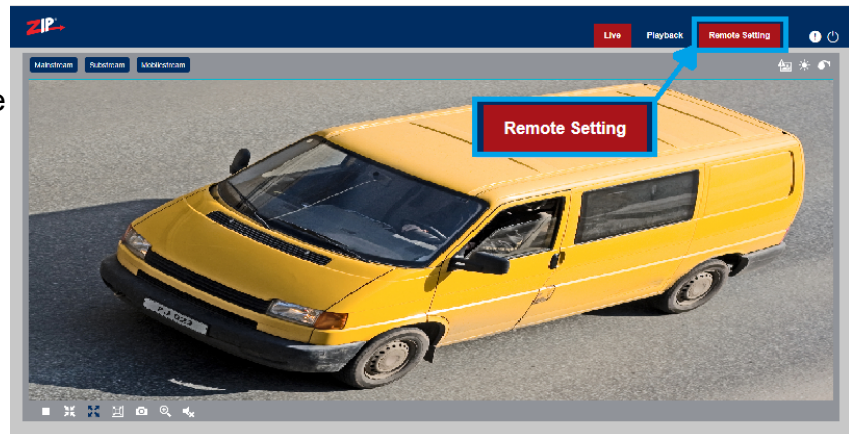 ZIP
Live Playback Remote Setting
Mainstream Substream Mobilestream
e
Remote Setting